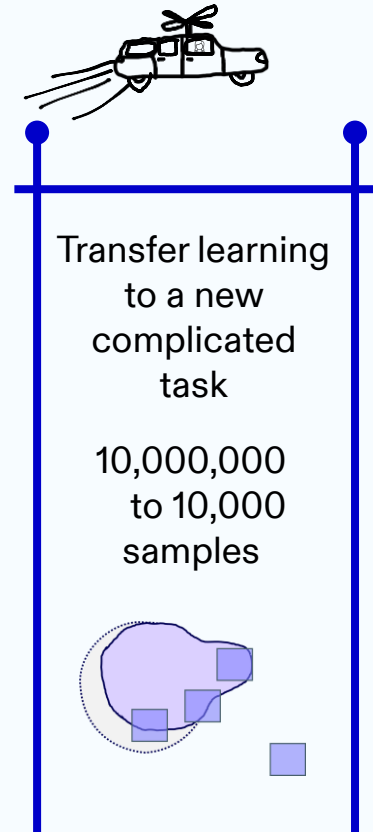 Transfer learning
to a new
complicated
task
10,000,000
to 10,000
samples